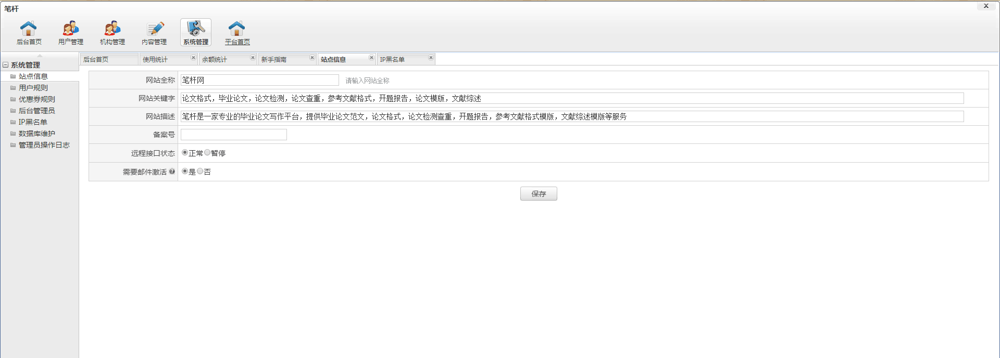 笔杆
x
后台首页 用户管理 机构管理 内容管理 系统管理 平台首页
后台首页 使用统计 余额统计 新手指南 站点信息 IP黑名单
系统管理
站点信息
用户规则
优惠券规则
后台管理员
IP黑名单
数据库维护
管理员操作日志
网站全称 笔杆网 请输入网站全称
网站关键字 论文格式，毕业论文，论文检测，论文查重，参考文献格式，开题报告，论文模版，文献综述
网站描述 笔杆是一家专业的毕业论文写作平台，提供毕业论文范文，论文格式，论文检测查重，开题报告，参考文献格式模版，文献综述模版等服务
备案号
远程接口状态 正常 暂停
需要邮件激活 ? 是 否
保存